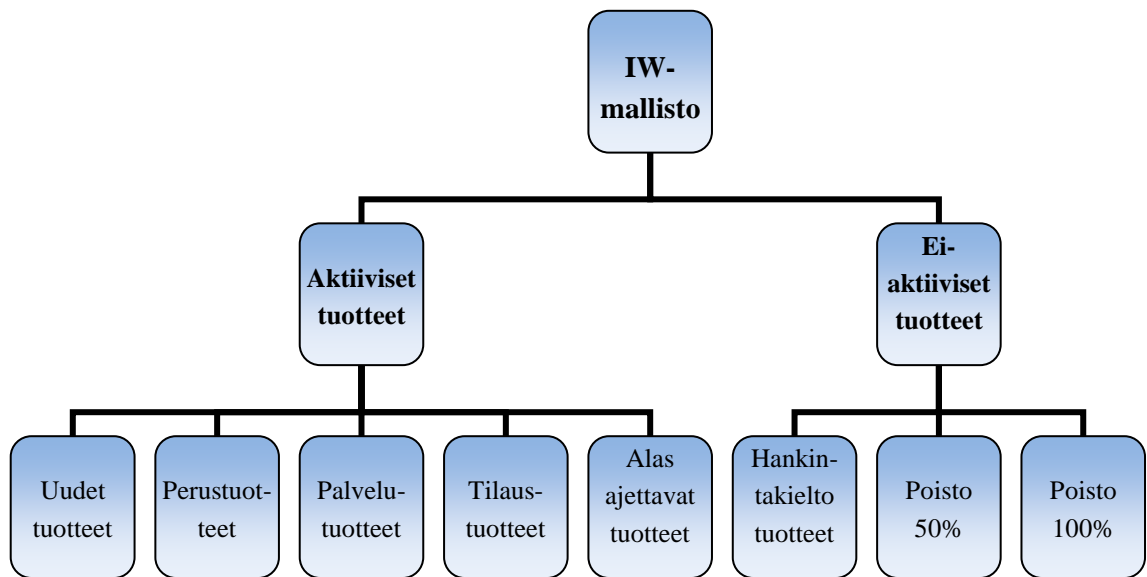 IW-
mallisto
Aktiiviset
tuotteet
Ei-
aktiiviset
tuotteet
Uudet
tuotteet
Perustuot-
teet
Palvelu-
tuotteet
Tilaus-
tuotteet
Alas
ajettavat
tuotteet
Hankin-
takielto
tuotteet
Poisto
50%
Poisto
100%